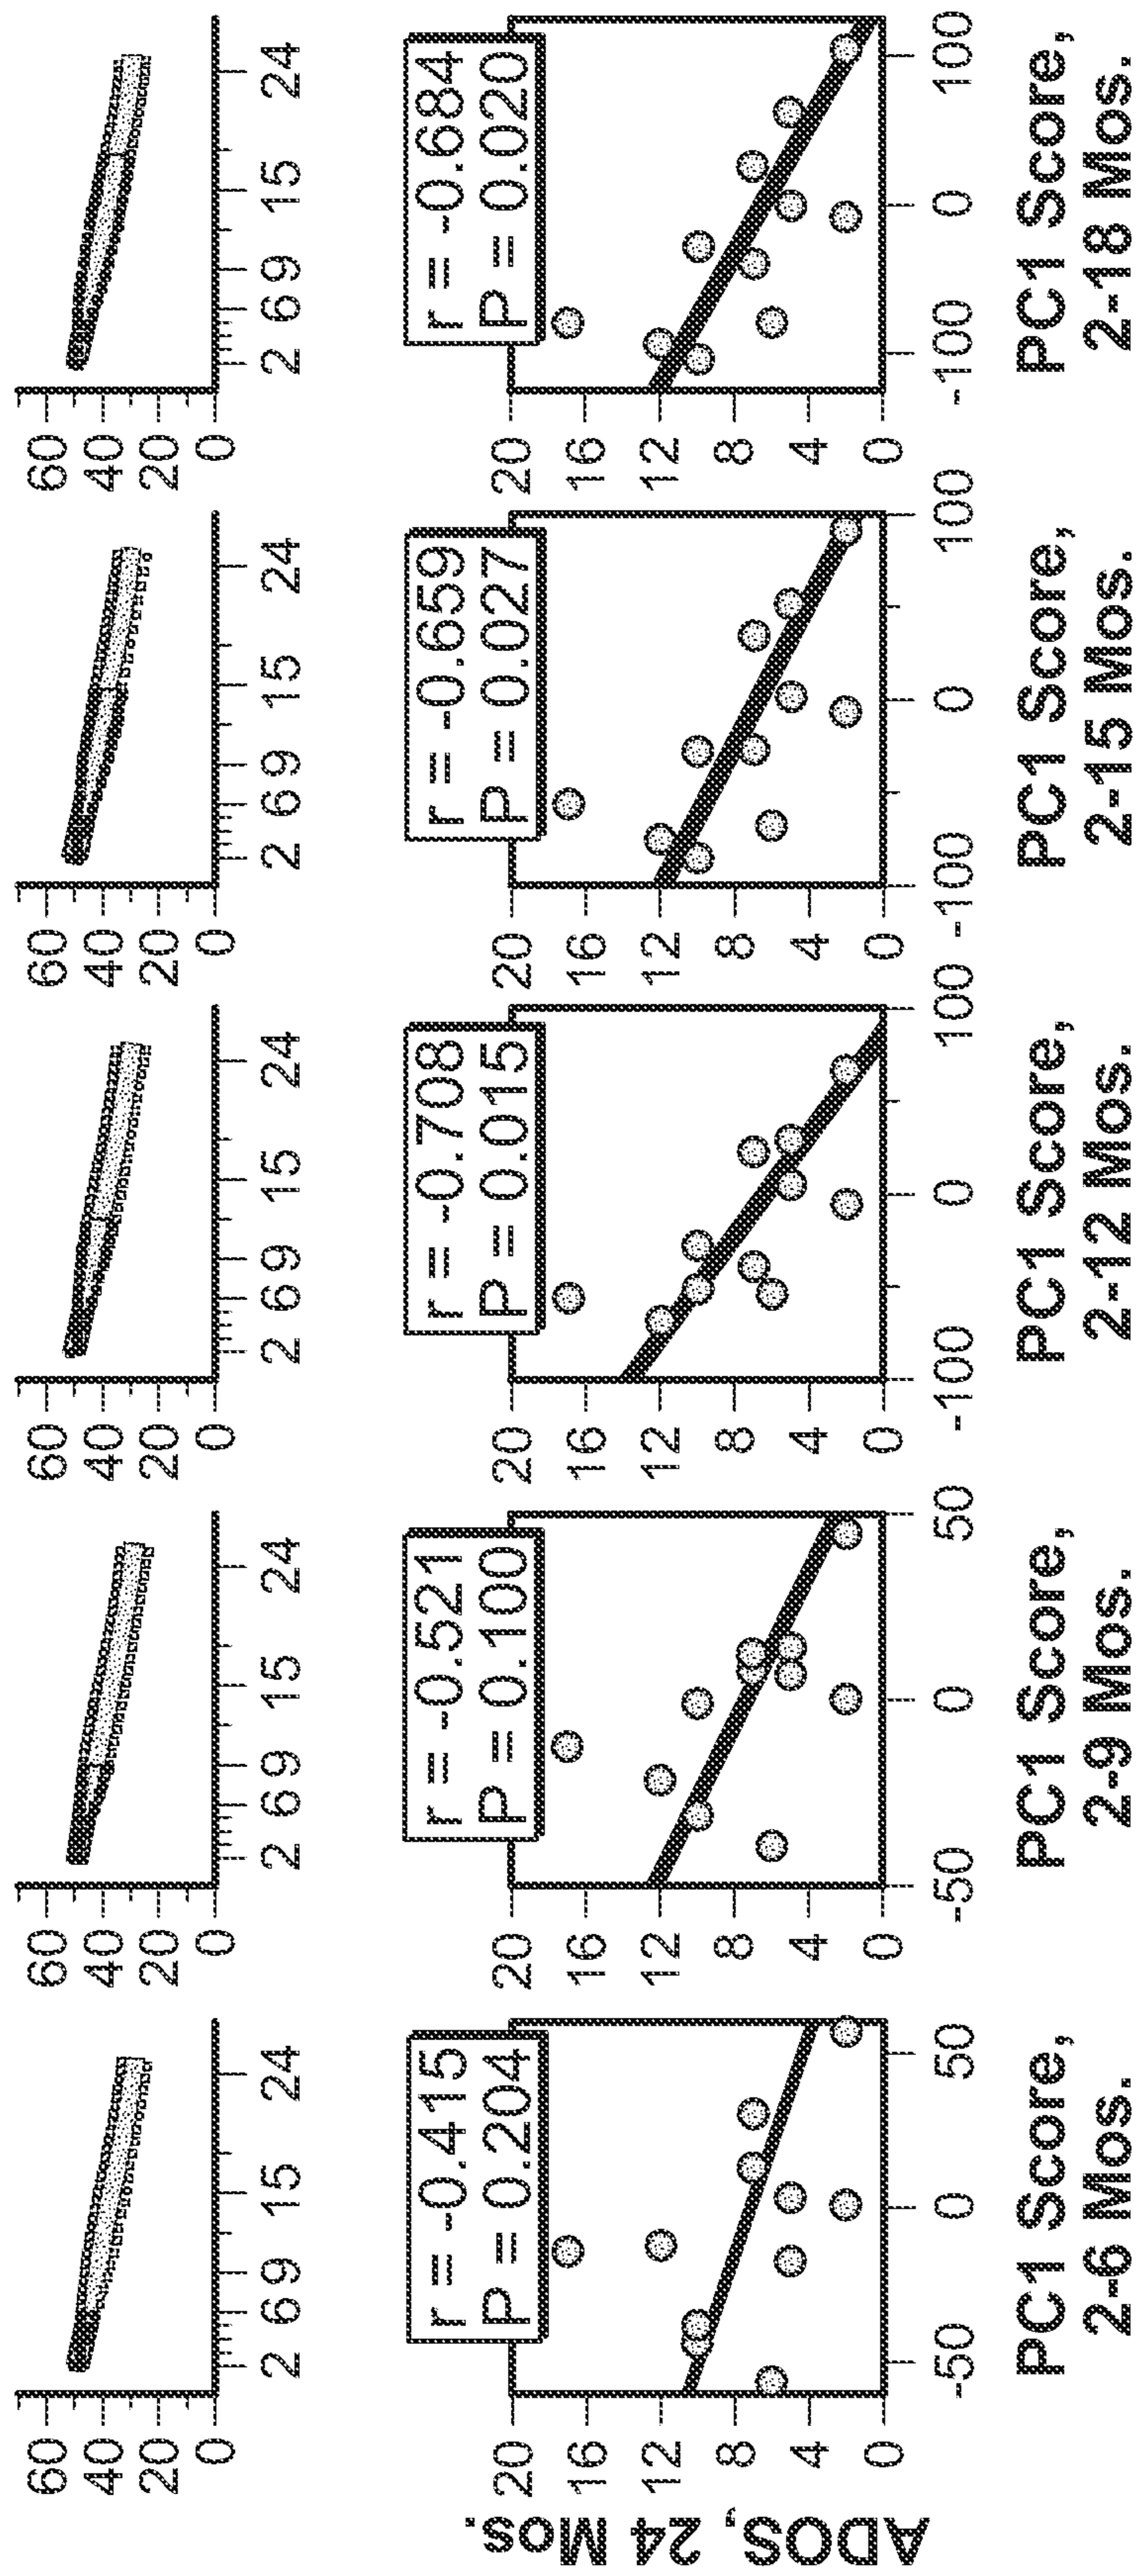 60
40
20
0
2 6 9 15 24
60
40
20
0
2 6 9 15 24
60
40
20
0
2 6 9 15 24
60
40
20
0
2 6 9 15 24
60
40
20
0
2 6 9 15 24
ADOS, 24 Mos.
r = -0.415
P = 0.204
20
16
12
8
4
0
-50 0 50
PC1 Score,
2-6 Mos.
r = -0.521
P = 0.100
20
16
12
8
4
0
-50 0 50
PC1 Score,
2-9 Mos.
r = -0.708
P = 0.015
20
16
12
8
4
0
-100 0 100
PC1 Score,
2-12 Mos.
r = -0.659
P = 0.027
20
16
12
8
4
0
-100 0 100
PC1 Score,
2-15 Mos.
r = -0.684
P = 0.020
20
16
12
8
4
0
-100 0 100
PC1 Score,
2-18 Mos.